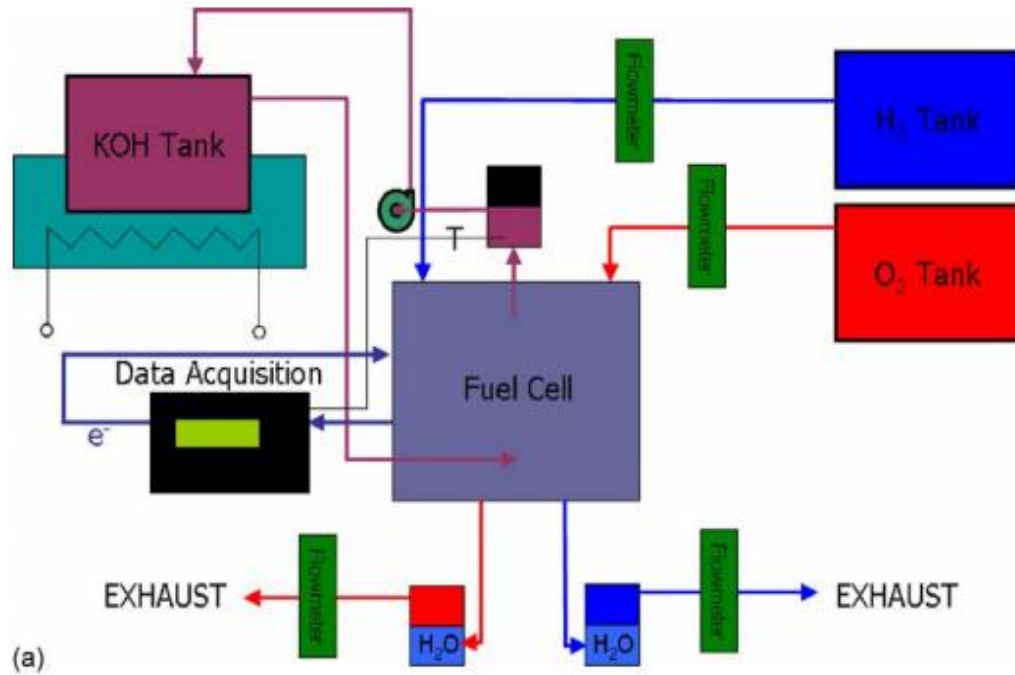 Flowmeter
H₂ Tank
KOH Tank
Flowmeter
T
O₂ Tank
Data Acquisition
Fuel Cell
e⁻
Flowmeter
Flowmeter
EXHAUST
EXHAUST
H₂O
H₂O
(a)